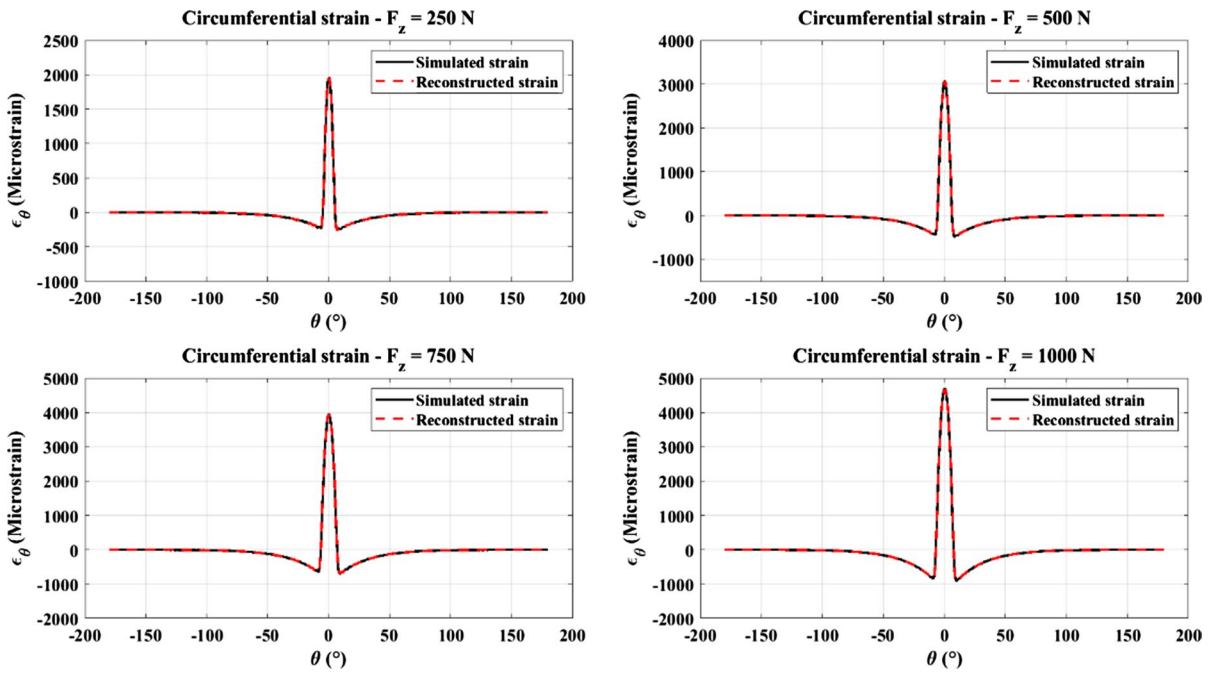 Circumferential strain - F_z = 250 N
2500
2000
1500
1000
500
0
-500
-1000
ϵ_θ (Microstrain)
Simulated strain
Reconstructed strain
-200 -150 -100 -50 0 50 100 150 200
θ (°)
Circumferential strain - F_z = 500 N
4000
3000
2000
1000
0
-1000
ϵ_θ (Microstrain)
Simulated strain
Reconstructed strain
-200 -150 -100 -50 0 50 100 150 200
θ (°)
Circumferential strain - F_z = 750 N
5000
4000
3000
2000
1000
0
-1000
-2000
ϵ_θ (Microstrain)
Simulated strain
Reconstructed strain
-200 -150 -100 -50 0 50 100 150 200
θ (°)
Circumferential strain - F_z = 1000 N
5000
4000
3000
2000
1000
0
-1000
-2000
ϵ_θ (Microstrain)
Simulated strain
Reconstructed strain
-200 -150 -100 -50 0 50 100 150 200
θ (°)